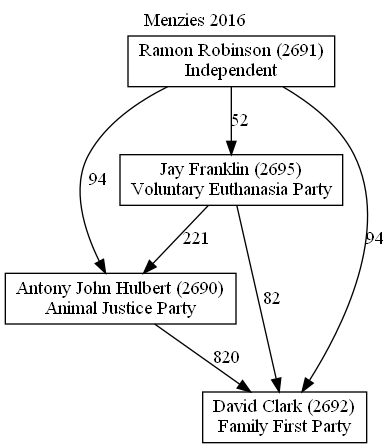 Menzies 2016
Ramon Robinson (2691)
Independent
52
Jay Franklin (2695)
Voluntary Euthanasia Party
94
221
94
Antony John Hulbert (2690)
Animal Justice Party
82
820
David Clark (2692)
Family First Party